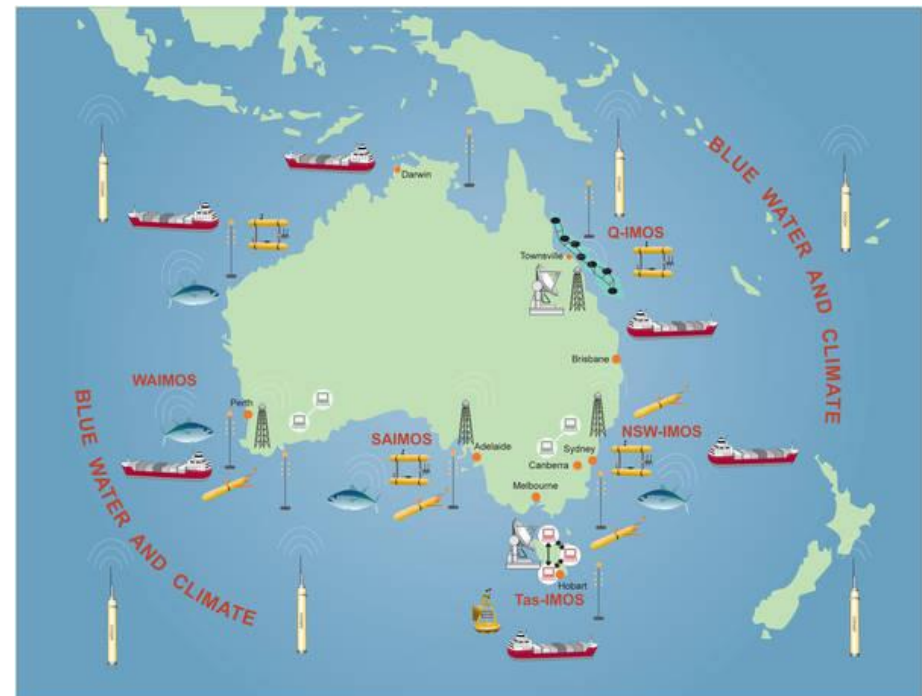 BLUE WATER AND CLIMATE
Darwin
Q-IMOS
Townsville
Brisbane
WAIMOS
Perth
BLUE WATER AND CLIMATE
SAIMOS
Adelaide
NSW-IMOS
Sydney
Canberra
Melbourne
Hobart
Tas-IMOS